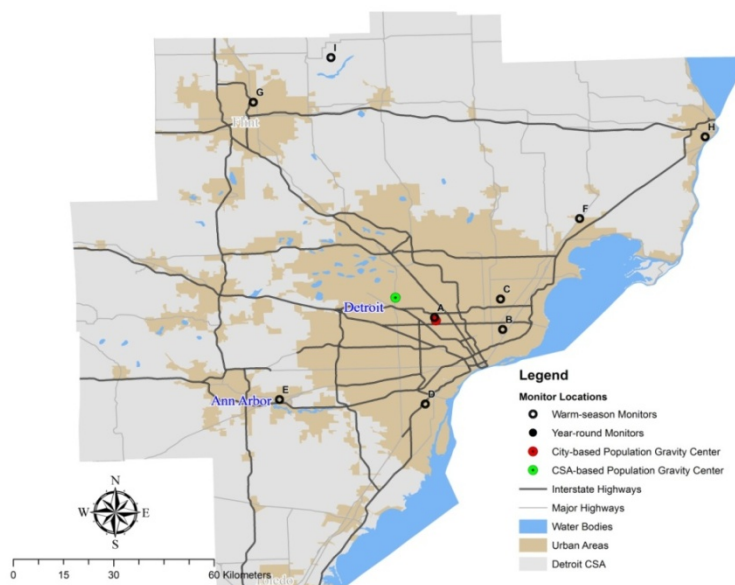 I
G
Flint
H
F
C
A
Detroit
B
E
Ann Arbor
D
N
W E
S
0 15 30 60 Kilometers
Legend
Monitor Locations
Warm-season Monitors
Year-round Monitors
City-based Population Gravity Center
CSA-based Population Gravity Center
Interstate Highways
Major Highways
Water Bodies
Urban Areas
Detroit CSA